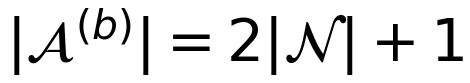 |𝒜⁽ᵇ⁾| = 2|𝒩| + 1